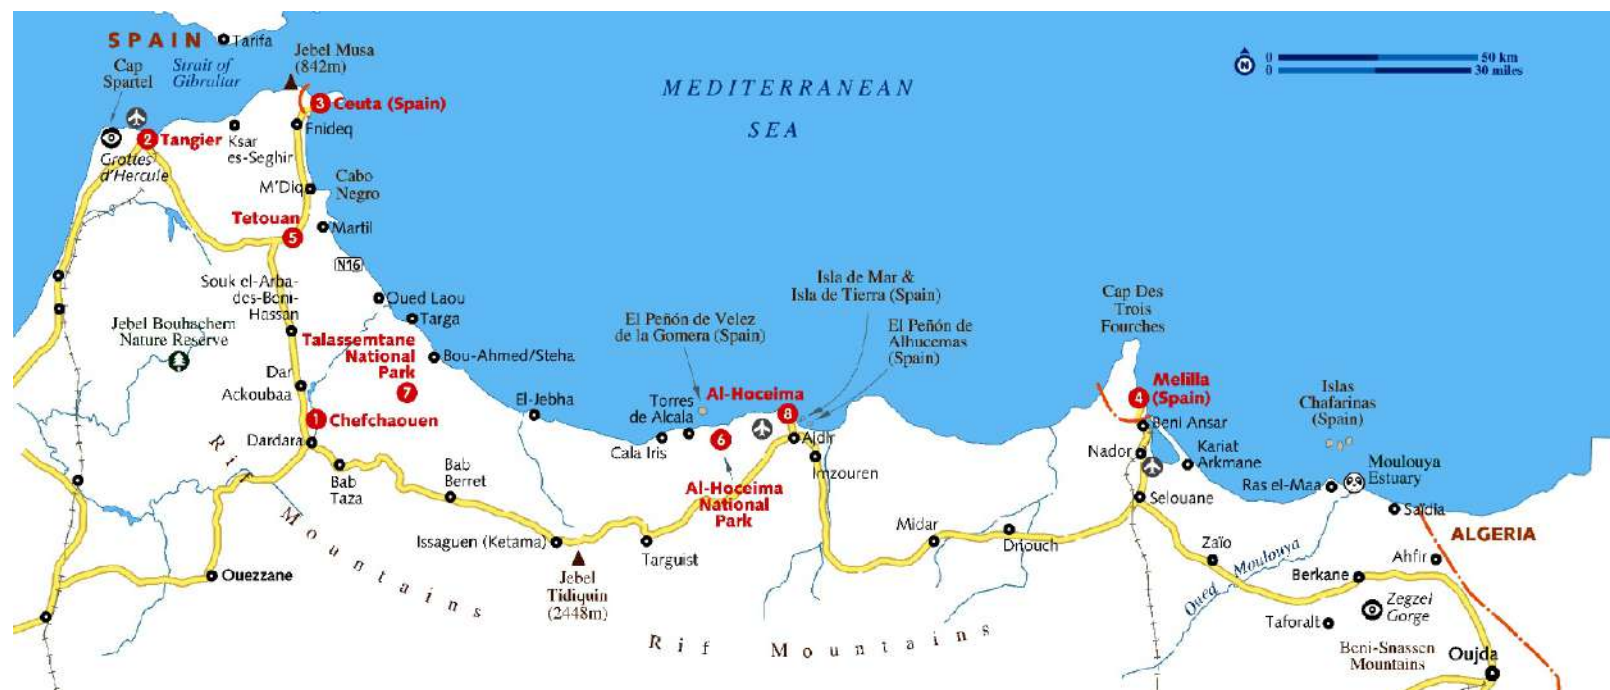 SPAIN
Tarifa
Cap
Spartel
Strait of
Gibraltar
Jebel Musa
(842m)
3 Ceuta (Spain)
Fnideq
2 Tangier
Ksar
es-Seghir
Grottes
d'Hercule
M'Diq
Cabo
Negro
Tetouan
5
Martil
N16
MEDITERRANEAN
SEA
N
0 50 km
0 30 miles
Souk el-Arba-
des-Beni-
Hassan
Oued Laou
Targa
Jebel Bouhachem
Nature Reserve
Talassemtane
National
Park
7
Bou-Ahmed/Steha
Dar
Ackoubaa
1 Chefchaouen
Dardara
El-Jebha
Bab
Taza
Bab
Berret
Issaguen (Ketama)
Jebel
Tidiquin
(2448m)
Ouezzane
Rif Mountains
El Peñón de Velez
de la Gomera (Spain)
Isla de Mar &
Isla de Tierra (Spain)
El Peñón de
Alhucemas
(Spain)
Torres
de Alcala
Cala Iris
Al-Hoceima
8
6
Al-Hoceima
National
Park
Ajdir
Imzouren
Targuist
Rif Mountains
Midar
Driouch
Cap Des
Trois
Fourches
4 Melilla
(Spain)
Beni Ansar
Nador
Kariat
Arkmane
Selouane
Islas
Chafarinas
(Spain)
Ras el-Maa
Moulouya
Estuary
Saïdia
ALGERIA
Zaïo
Oued Moulouya
Ahfir
Berkane
Zegzel
Gorge
Taforalt
Beni-Snassen
Mountains
Oujda